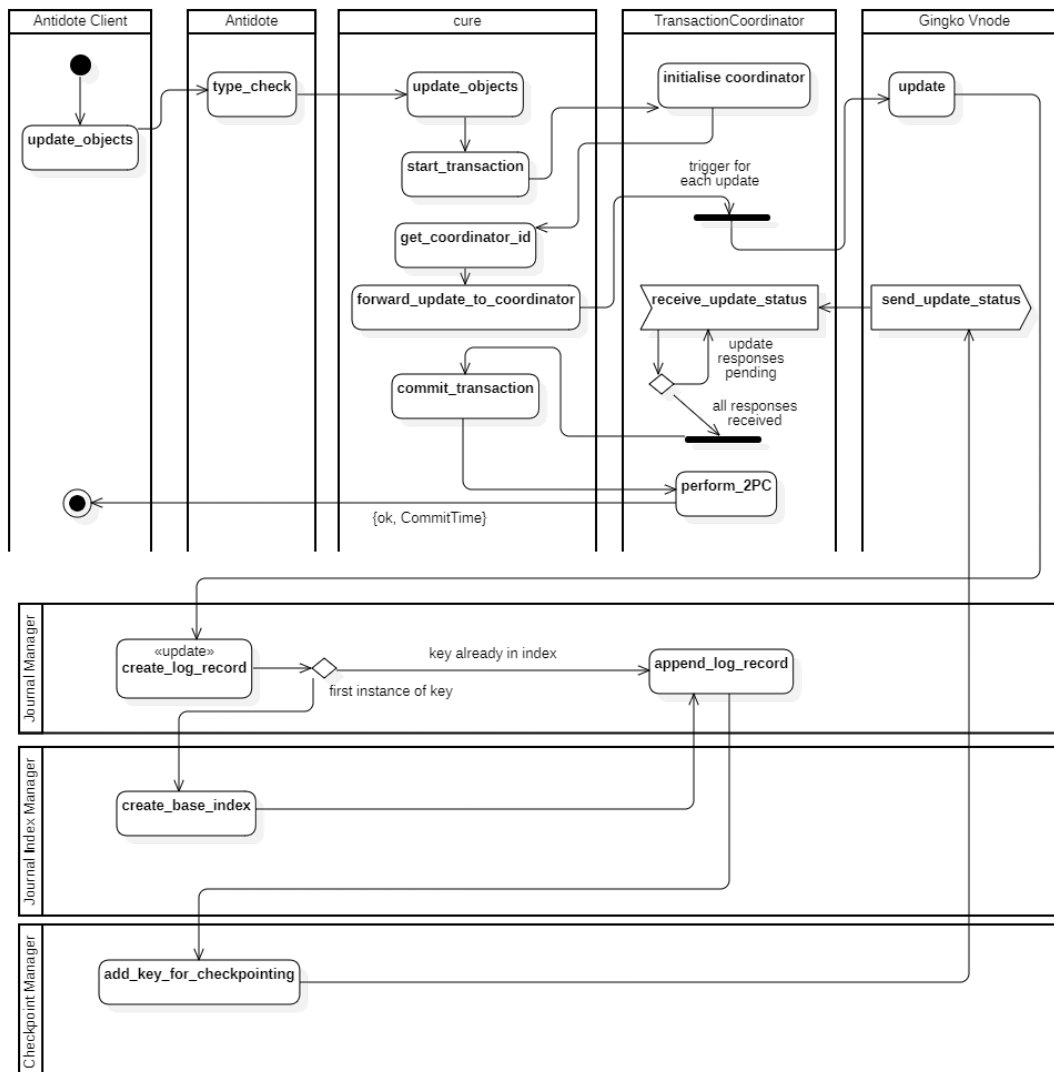 Antidote Client
Antidote
cure
TransactionCoordinator
Gingko Vnode
update_objects
type_check
update_objects
start_transaction
get_coordinator_id
forward_update_to_coordinator
commit_transaction
initialise coordinator
trigger for
each update
receive_update_status
update
responses
pending
all responses
received
perform_2PC
{ok, CommitTime}
update
send_update_status
Journal Manager
«update»
create_log_record
key already in index
first instance of key
append_log_record
Journal Index Manager
create_base_index
Checkpoint Manager
add_key_for_checkpointing